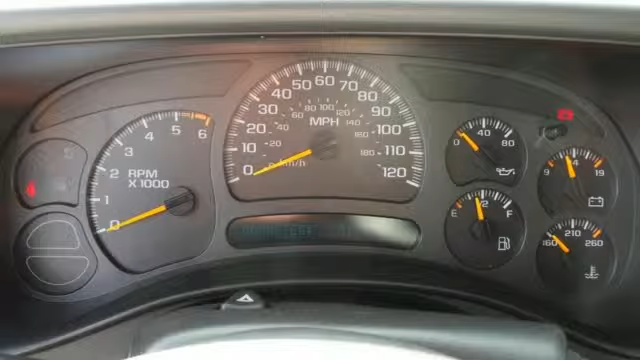 0 1 2 3 4 5 6
RPM
X 1000
0 10 20 30 40 50 60 70 80 90 100 110 120
20 40 60 80 100 120 140 160 180
MPH
km/h
0 40 80
9 14 19
E 1/2 F
160 210 260